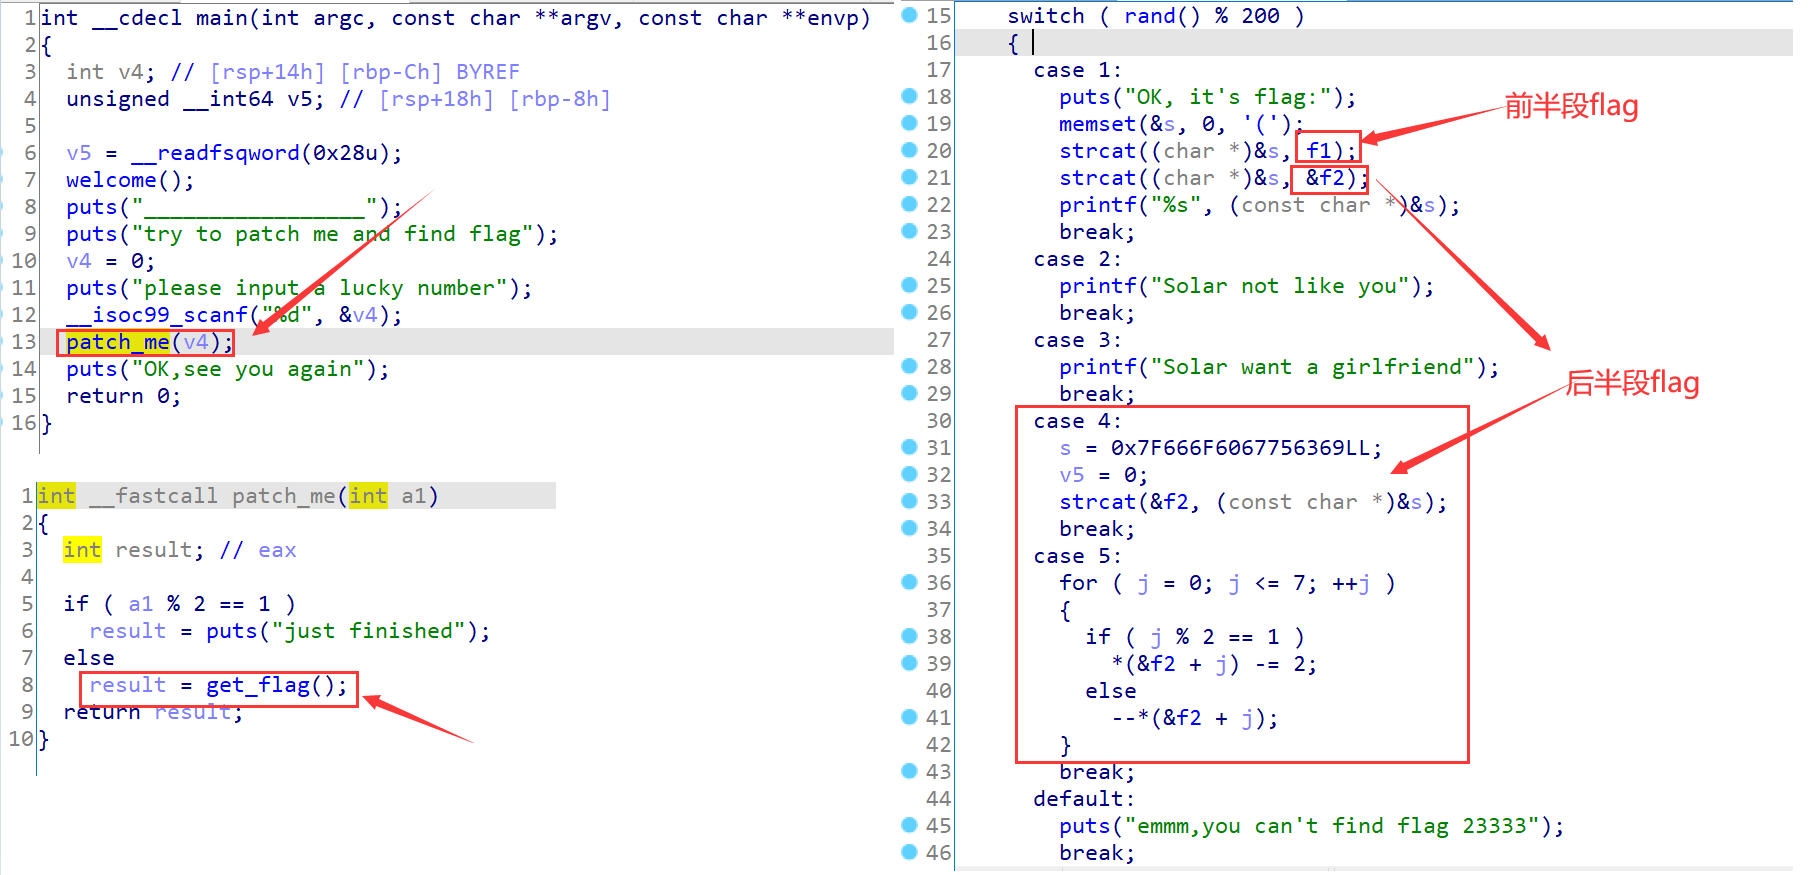 1 int __cdecl main(int argc, const char **argv, const char **envp)
2 {
3 int v4; // [rsp+14h] [rbp-Ch] BYREF
4 unsigned __int64 v5; // [rsp+18h] [rbp-8h]
5
6 v5 = __readfsqword(0x28u);
7 welcome();
8 puts("_________________");
9 puts("try to patch me and find flag");
10 v4 = 0;
11 puts("please input a lucky number");
12 __isoc99_scanf("%d", &v4);
13 patch_me(v4);
14 puts("OK,see you again");
15 return 0;
16 }
1 int __fastcall patch_me(int a1)
2 {
3 int result; // eax
4
5 if ( a1 % 2 == 1 )
6 result = puts("just finished");
7 else
8 result = get_flag();
9 return result;
10 }
15 switch ( rand() % 200 )
16 {
17 case 1:
18 puts("OK, it's flag:");
19 memset(&s, 0, '(');
20 strcat((char *)&s, f1);
21 strcat((char *)&s, &f2);
22 printf("%s", (const char *)&s);
23 break;
24 case 2:
25 printf("Solar not like you");
26 break;
27 case 3:
28 printf("Solar want a girlfriend");
29 break;
30 case 4:
31 s = 0x7F666F6067756369LL;
32 v5 = 0;
33 strcat(&f2, (const char *)&s);
34 break;
35 case 5:
36 for ( j = 0; j <= 7; ++j )
37 {
38 if ( j % 2 == 1 )
39 *(&f2 + j) -= 2;
40 else
41 --*(&f2 + j);
42 }
43 break;
44 default:
45 puts("emmm,you can't find flag 23333");
46 break;
前半段flag
后半段flag